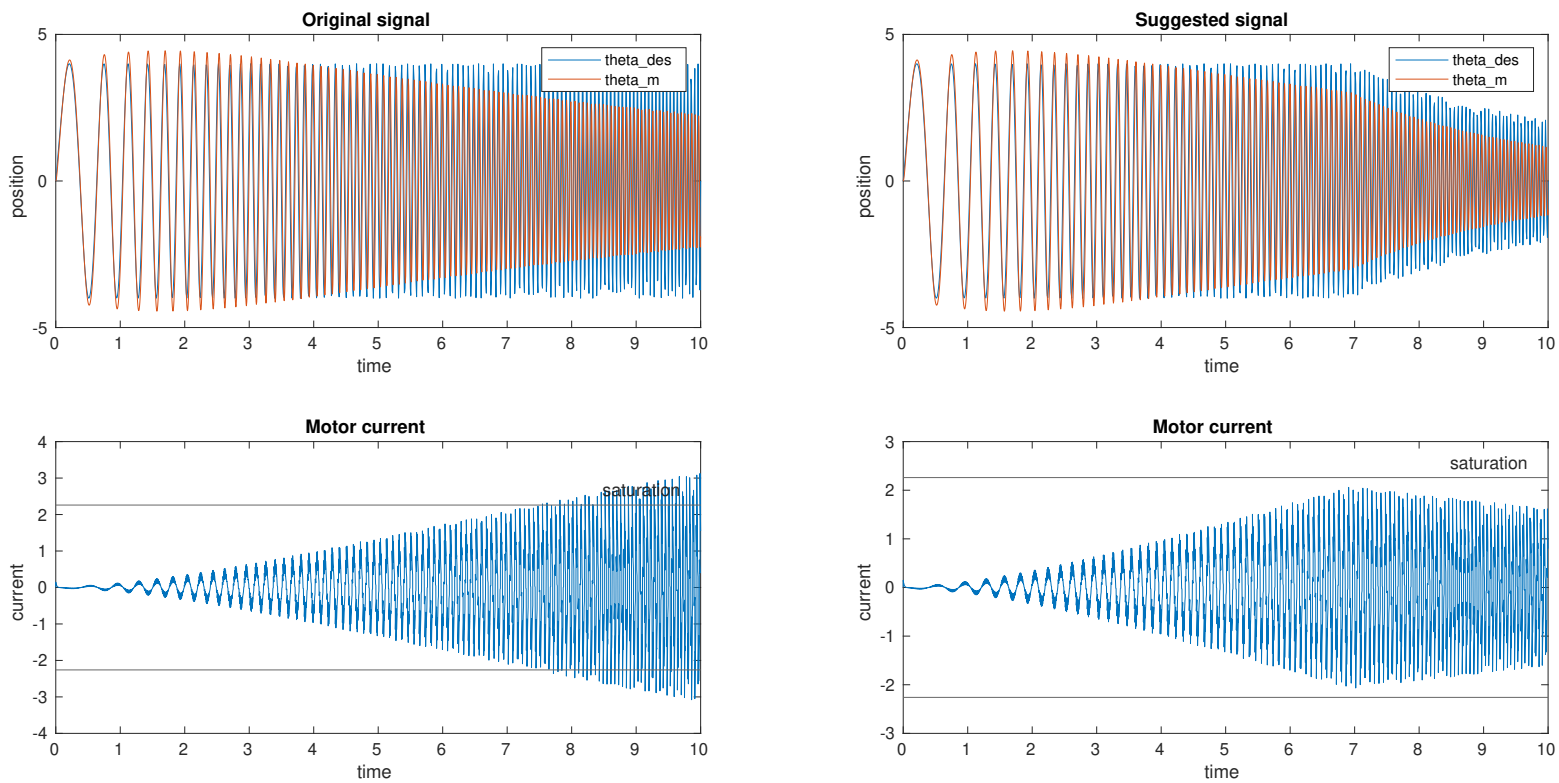 Original signal
5
0
-5
position
theta_des
theta_m
0 1 2 3 4 5 6 7 8 9 10
time
Suggested signal
5
0
-5
position
theta_des
theta_m
0 1 2 3 4 5 6 7 8 9 10
time
Motor current
4
3
2
1
0
-1
-2
-3
-4
current
saturation
0 1 2 3 4 5 6 7 8 9 10
time
Motor current
3
2
1
0
-1
-2
-3
current
saturation
0 1 2 3 4 5 6 7 8 9 10
time